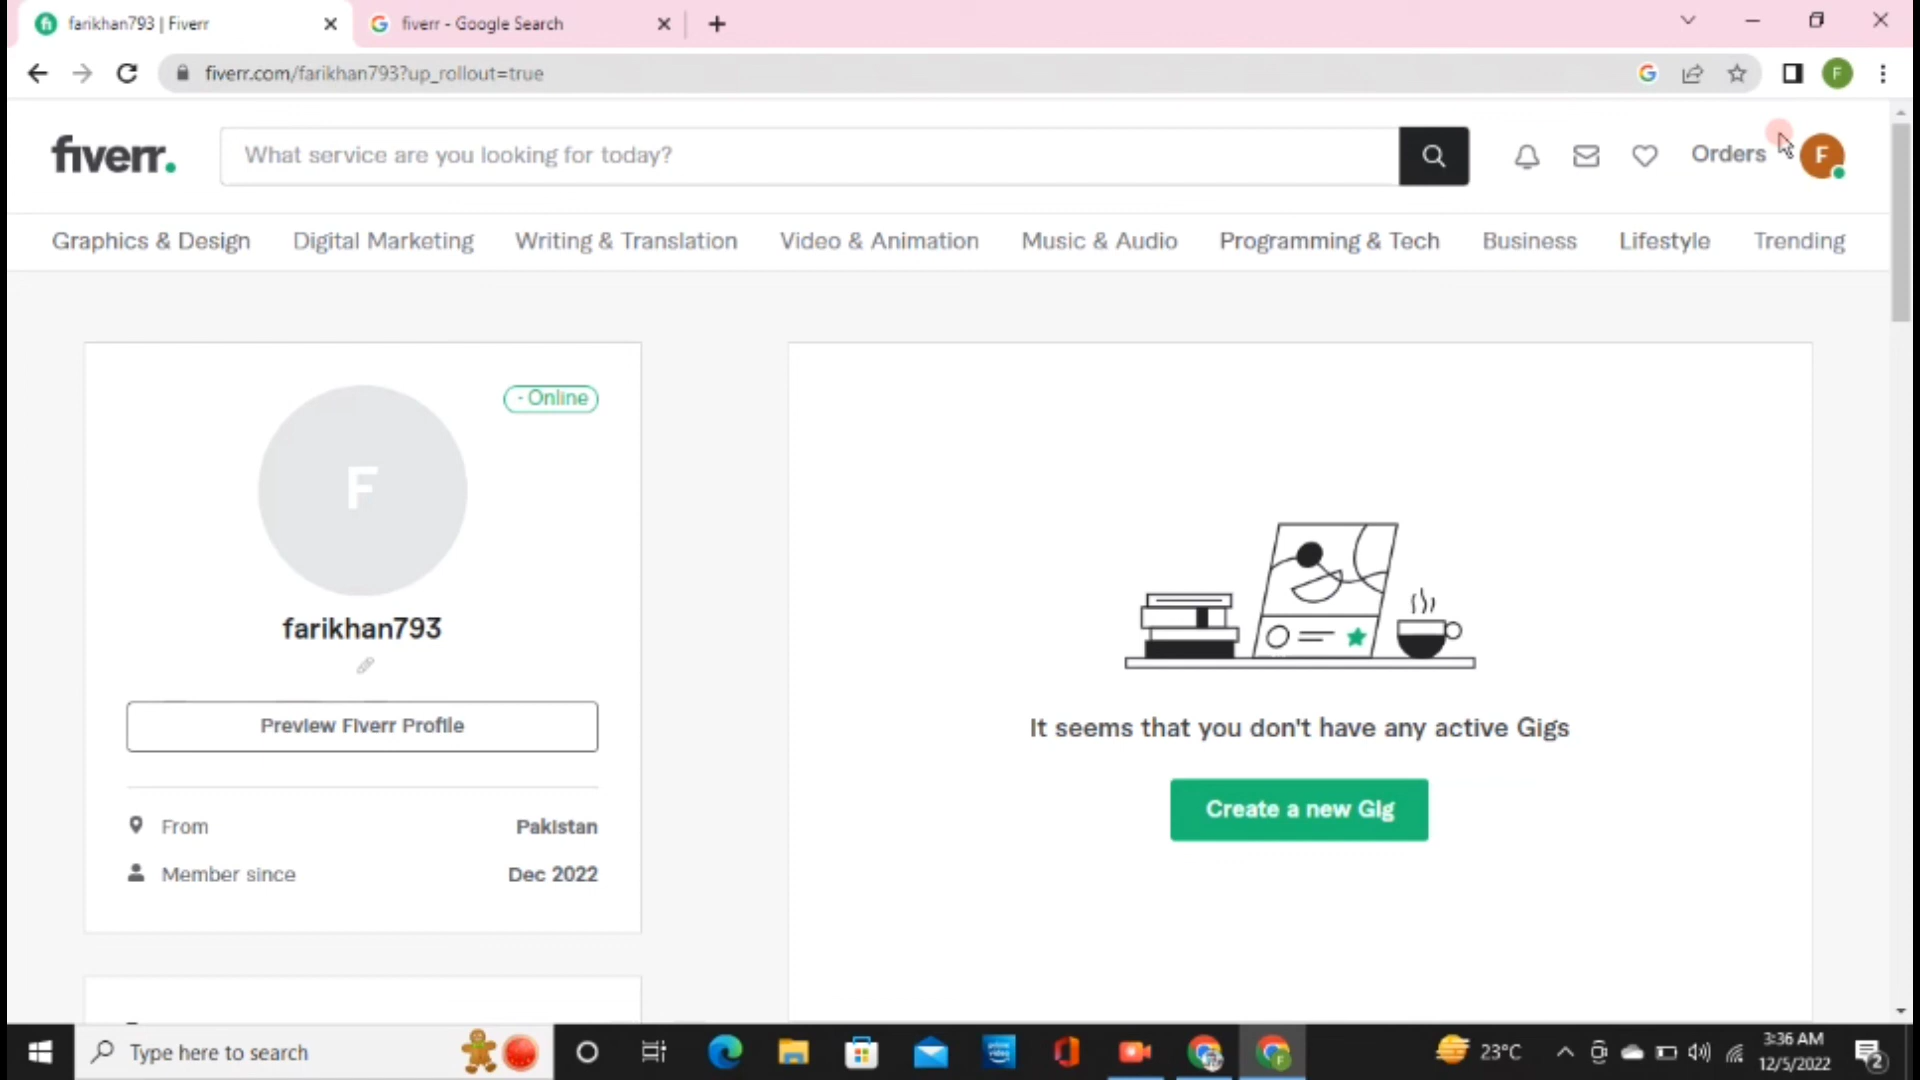 farikhan793 | Fiverr
fiverr - Google Search
fiverr.com/farikhan793?up_rollout=true
F
fiverr.
What service are you looking for today?
Orders
F
Graphics & Design
Digital Marketing
Writing & Translation
Video & Animation
Music & Audio
Programming & Tech
Business
Lifestyle
Trending
- Online
F
farikhan793
Preview Fiverr Profile
From
Pakistan
Member since
Dec 2022
It seems that you don't have any active Gigs
Create a new Gig
Type here to search
23°C
3:36 AM
12/5/2022
2